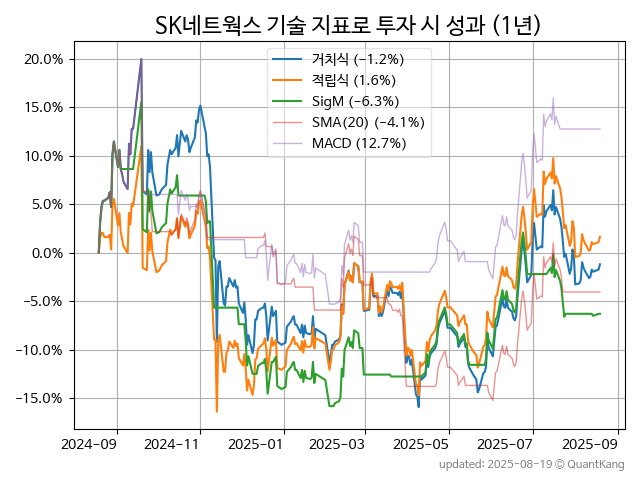 SK네트웍스 기술 지표로 투자 시 성과 (1년)
거치식 (−1.2%)
적립식 (1.6%)
SigM (−6.3%)
SMA(20) (−4.1%)
MACD (12.7%)
20.0%
15.0%
10.0%
5.0%
0.0%
−5.0%
−10.0%
−15.0%
2024-09 2024-11 2025-01 2025-03 2025-05 2025-07 2025-09
updated: 2025-08-19 © QuantKang